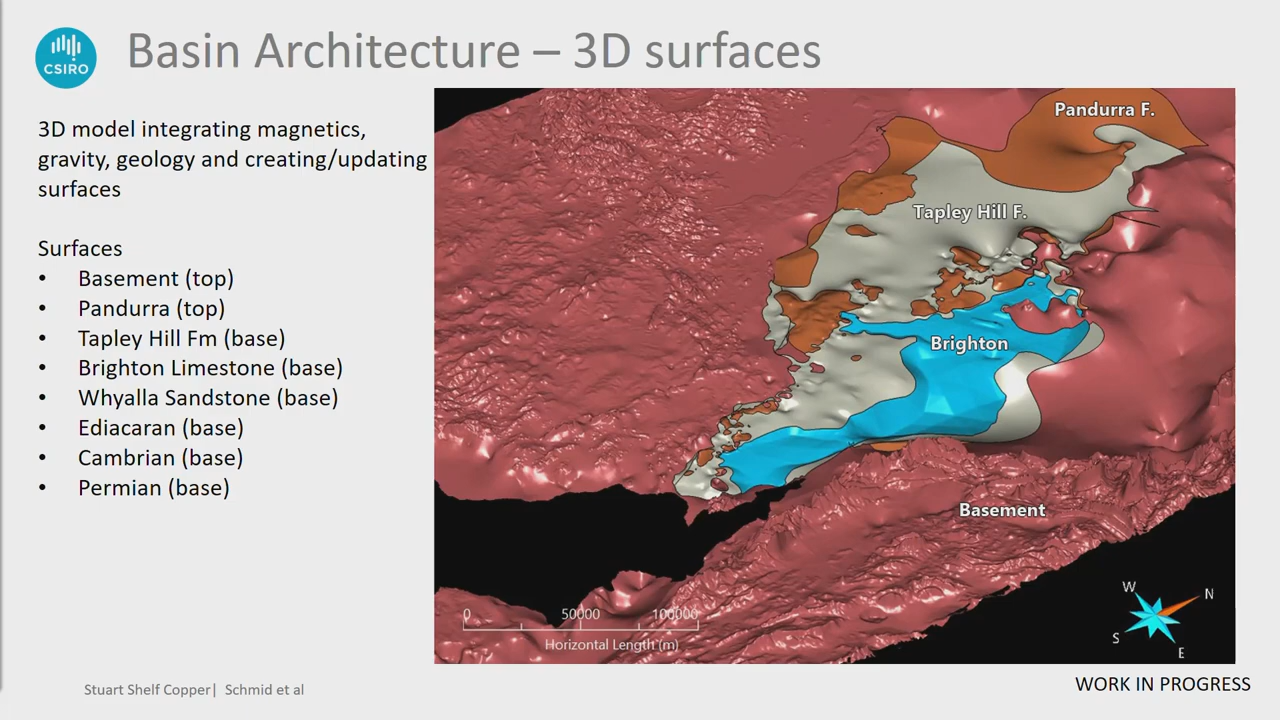 CSIRO
Basin Architecture – 3D surfaces
3D model integrating magnetics,
gravity, geology and creating/updating
surfaces
Surfaces
• Basement (top)
• Pandurra (top)
• Tapley Hill Fm (base)
• Brighton Limestone (base)
• Whyalla Sandstone (base)
• Ediacaran (base)
• Cambrian (base)
• Permian (base)
Pandurra F.
Tapley Hill F.
Brighton
Basement
0 50000 100000
Horizontal Length (m)
W
N
S
E
Stuart Shelf Copper| Schmid et al
WORK IN PROGRESS